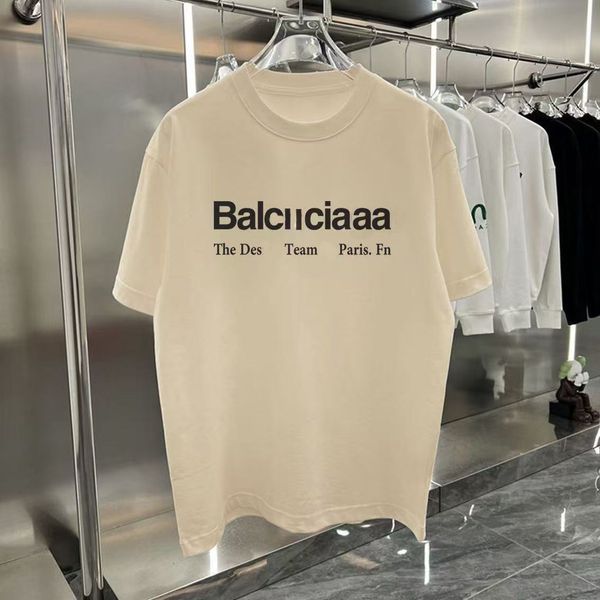 Balcııciaaa
The Des Team Paris. Fn